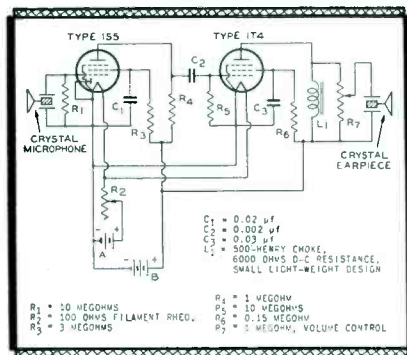 TYPE 1S5
TYPE 1T4
C2
R1
C1
R3
R4
R5
C3
R6
L1
R7
CRYSTAL
MICROPHONE
CRYSTAL
EARPIECE
R2
- +
A
- +
B
C1 = 0.02 µf
C2 = 0.002 µf
C3 = 0.03 µf
L1 = 500-HENRY CHOKE,
6000 OHMS D-C RESISTANCE,
SMALL LIGHT-WEIGHT DESIGN
R1 = 10 MEGOHMS
R2 = 100 OHMS FILAMENT RHEO.
R3 = 3 MEGOHMS
R4 = 1 MEGOHM
R5 = 10 MEGOHMS
R6 = 0.15 MEGOHM
R7 = MEGOHM, VOLUME CONTROL